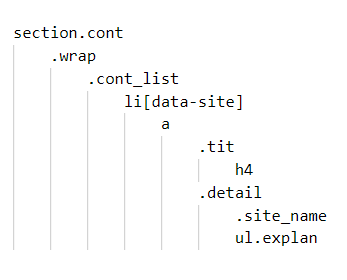 section.cont
.wrap
.cont_list
li[data-site]
a
.tit
h4
.detail
.site_name
ul.explan